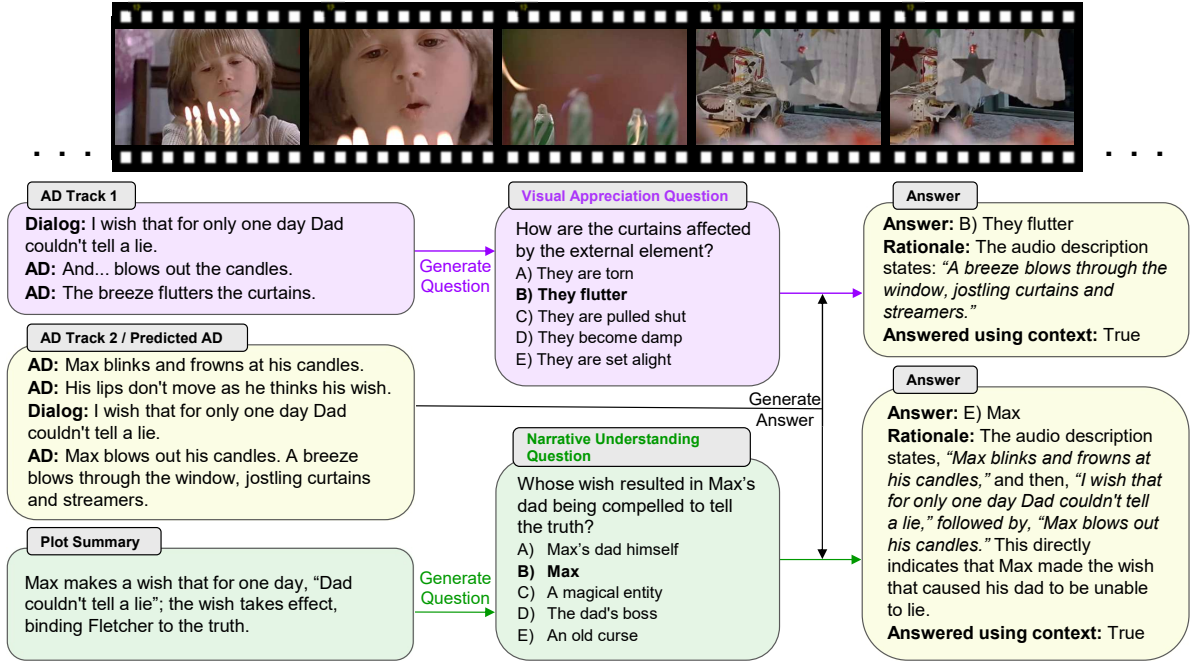 . . .
. . .
AD Track 1
Dialog: I wish that for only one day Dad
couldn't tell a lie.
AD: And... blows out the candles.
AD: The breeze flutters the curtains.
Generate
Question
Visual Appreciation Question
How are the curtains affected
by the external element?
A) They are torn
B) They flutter
C) They are pulled shut
D) They become damp
E) They are set alight
Answer
Answer: B) They flutter
Rationale: The audio description
states: “A breeze blows through the
window, jostling curtains and
streamers.”
Answered using context: True
AD Track 2 / Predicted AD
AD: Max blinks and frowns at his candles.
AD: His lips don't move as he thinks his wish.
Dialog: I wish that for only one day Dad
couldn't tell a lie.
AD: Max blows out his candles. A breeze
blows through the window, jostling curtains
and streamers.
Generate
Answer
Plot Summary
Max makes a wish that for one day, “Dad
couldn't tell a lie”; the wish takes effect,
binding Fletcher to the truth.
Generate
Question
Narrative Understanding
Question
Whose wish resulted in Max’s
dad being compelled to tell
the truth?
A) Max’s dad himself
B) Max
C) A magical entity
D) The dad's boss
E) An old curse
Answer
Answer: E) Max
Rationale: The audio description
states, “Max blinks and frowns at
his candles,” and then, “I wish that
for only one day Dad couldn't tell
a lie,” followed by, “Max blows out
his candles.” This directly
indicates that Max made the wish
that caused his dad to be unable
to lie.
Answered using context: True